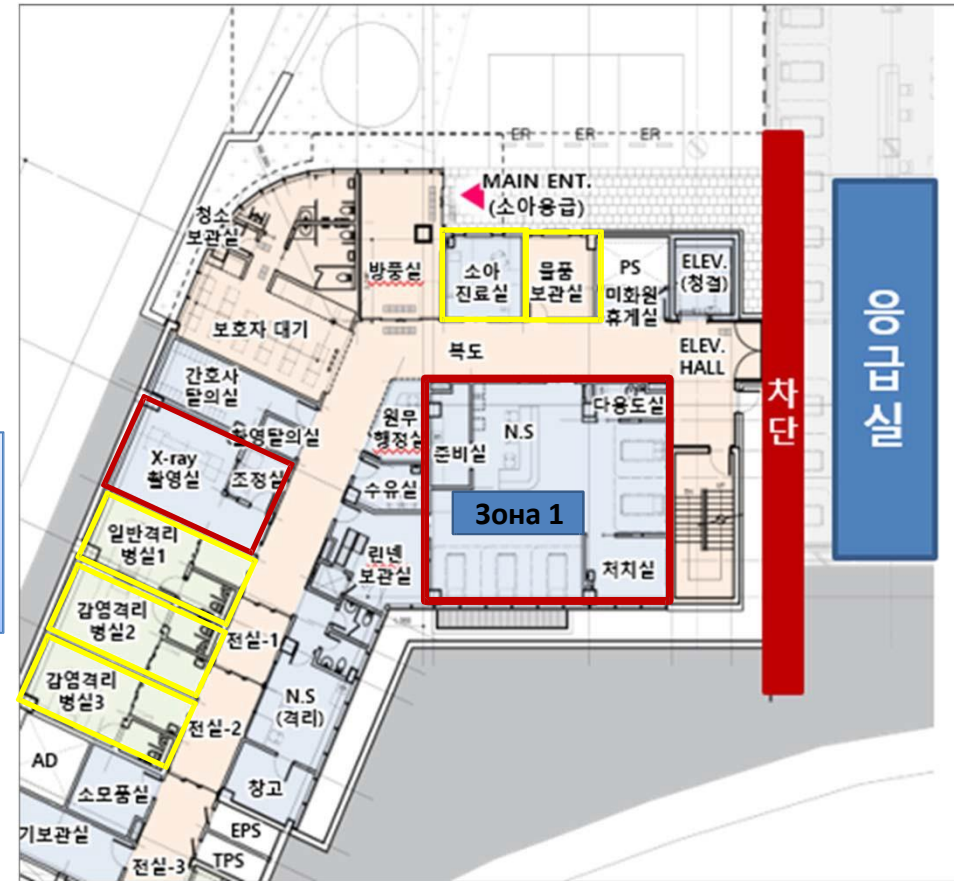 ER ER ER
MAIN ENT.
(소아응급)
청소
보관실
방풍실
소아
진료실
물품
보관실
PS
미화원
휴게실
ELEV.
(청결)
응급실
보호자 대기
복도
ELEV.
HALL
차단
간호사
탈의실
촬영탈의실
원무
행정실
준비실
N.S
다용도실
X-ray
촬영실
조정실
수유실
Зона 1
일반격리
병실1
린넨
보관실
처치실
감염격리
병실2
전실-1
감염격리
병실3
전실-2
N.S
(격리)
AD
소모품실
창고
기보관실
EPS
전실-3
TPS